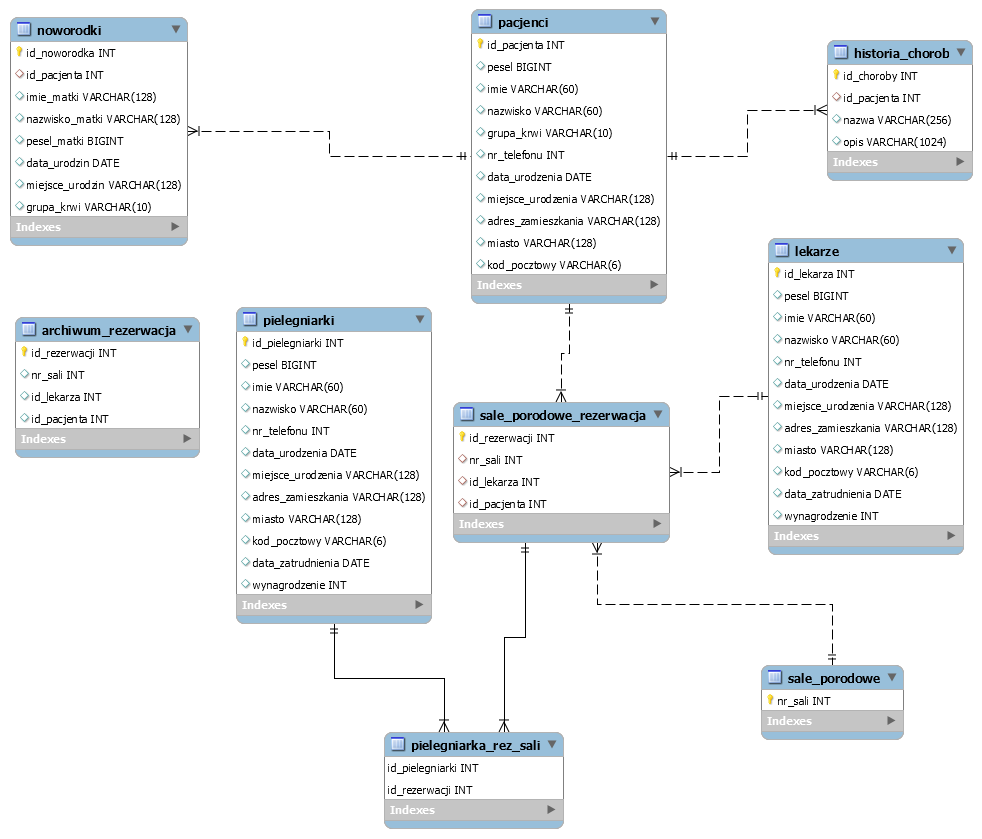 noworodki
id_noworodka INT
id_pacjenta INT
imie_matki VARCHAR(128)
nazwisko_matki VARCHAR(128)
pesel_matki BIGINT
data_urodzin DATE
miejsce_urodzin VARCHAR(128)
grupa_krwi VARCHAR(10)
Indexes
pacjenci
id_pacjenta INT
pesel BIGINT
imie VARCHAR(60)
nazwisko VARCHAR(60)
grupa_krwi VARCHAR(10)
nr_telefonu INT
data_urodzenia DATE
miejsce_urodzenia VARCHAR(128)
adres_zamieszkania VARCHAR(128)
miasto VARCHAR(128)
kod_pocztowy VARCHAR(6)
Indexes
historia_chorob
id_choroby INT
id_pacjenta INT
nazwa VARCHAR(256)
opis VARCHAR(1024)
Indexes
lekarze
id_lekarza INT
pesel BIGINT
imie VARCHAR(60)
nazwisko VARCHAR(60)
nr_telefonu INT
data_urodzenia DATE
miejsce_urodzenia VARCHAR(128)
adres_zamieszkania VARCHAR(128)
miasto VARCHAR(128)
kod_pocztowy VARCHAR(6)
data_zatrudnienia DATE
wynagrodzenie INT
Indexes
archiwum_rezerwacja
id_rezerwacji INT
nr_sali INT
id_lekarza INT
id_pacjenta INT
Indexes
pielegniarki
id_pielegniarki INT
pesel BIGINT
imie VARCHAR(60)
nazwisko VARCHAR(60)
nr_telefonu INT
data_urodzenia DATE
miejsce_urodzenia VARCHAR(128)
adres_zamieszkania VARCHAR(128)
miasto VARCHAR(128)
kod_pocztowy VARCHAR(6)
data_zatrudnienia DATE
wynagrodzenie INT
Indexes
sale_porodowe_rezerwacja
id_rezerwacji INT
nr_sali INT
id_lekarza INT
id_pacjenta INT
Indexes
sale_porodowe
nr_sali INT
Indexes
pielegniarka_rez_sali
id_pielegniarki INT
id_rezerwacji INT
Indexes